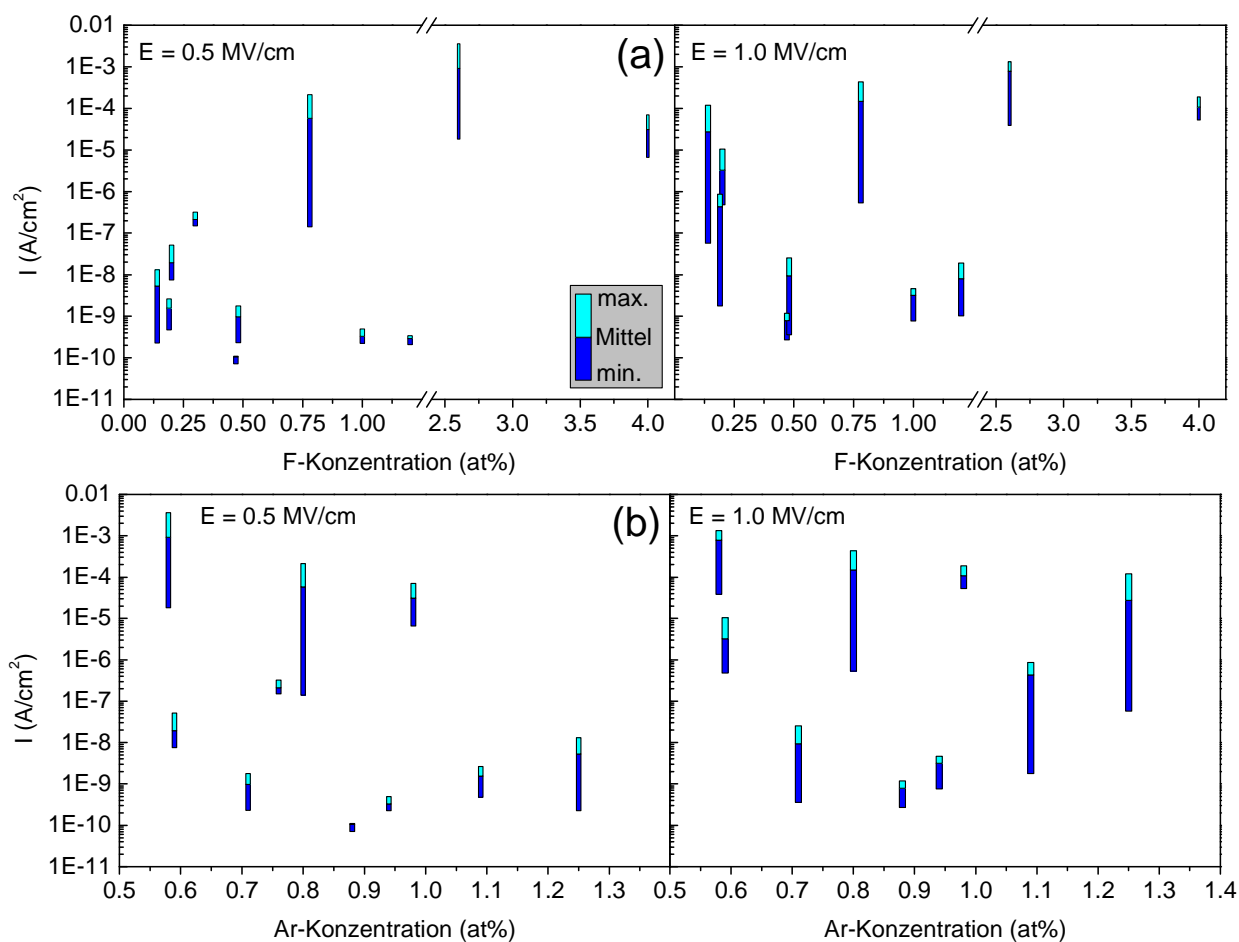 0.01
1E-3
1E-4
1E-5
1E-6
1E-7
1E-8
1E-9
1E-10
1E-11
I (A/cm²)
E = 0.5 MV/cm
(a)
E = 1.0 MV/cm
max.
Mittel
min.
0.00 0.25 0.50 0.75 1.00 2.5 3.0 3.5 4.0
0.25 0.50 0.75 1.00 2.5 3.0 3.5 4.0
F-Konzentration (at%)
F-Konzentration (at%)
0.01
1E-3
1E-4
1E-5
1E-6
1E-7
1E-8
1E-9
1E-10
1E-11
I (A/cm²)
E = 0.5 MV/cm
(b)
E = 1.0 MV/cm
0.5 0.6 0.7 0.8 0.9 1.0 1.1 1.2 1.3
0.5 0.6 0.7 0.8 0.9 1.0 1.1 1.2 1.3 1.4
Ar-Konzentration (at%)
Ar-Konzentration (at%)